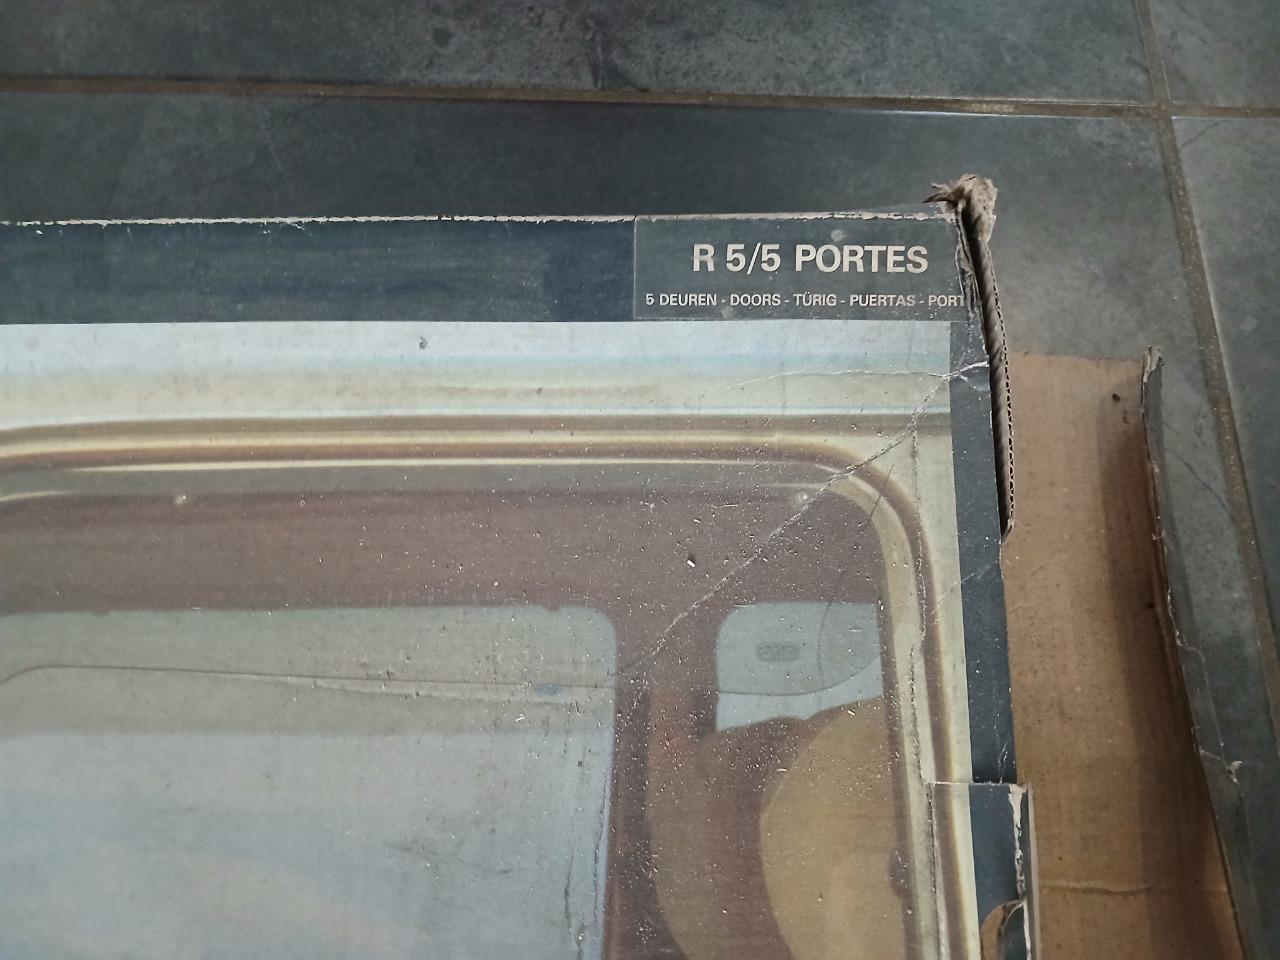 R 5/5 PORTES
5 DEUREN - DOORS - TÜRIG - PUERTAS - PORT